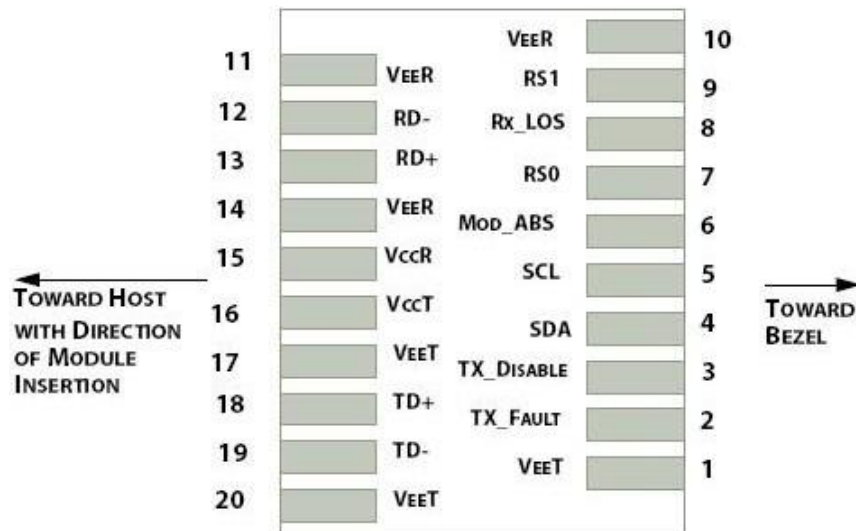 11 VEER
12 RD-
13 RD+
14 VEER
15 VCCR
16 VCCT
17 VEET
18 TD+
19 TD-
20 VEET
VEER 10
RS1 9
RX_LOS 8
RS0 7
MOD_ABS 6
SCL 5
SDA 4
TX_DISABLE 3
TX_FAULT 2
VEET 1
TOWARD HOST
WITH DIRECTION
OF MODULE
INSERTION
TOWARD
BEZEL